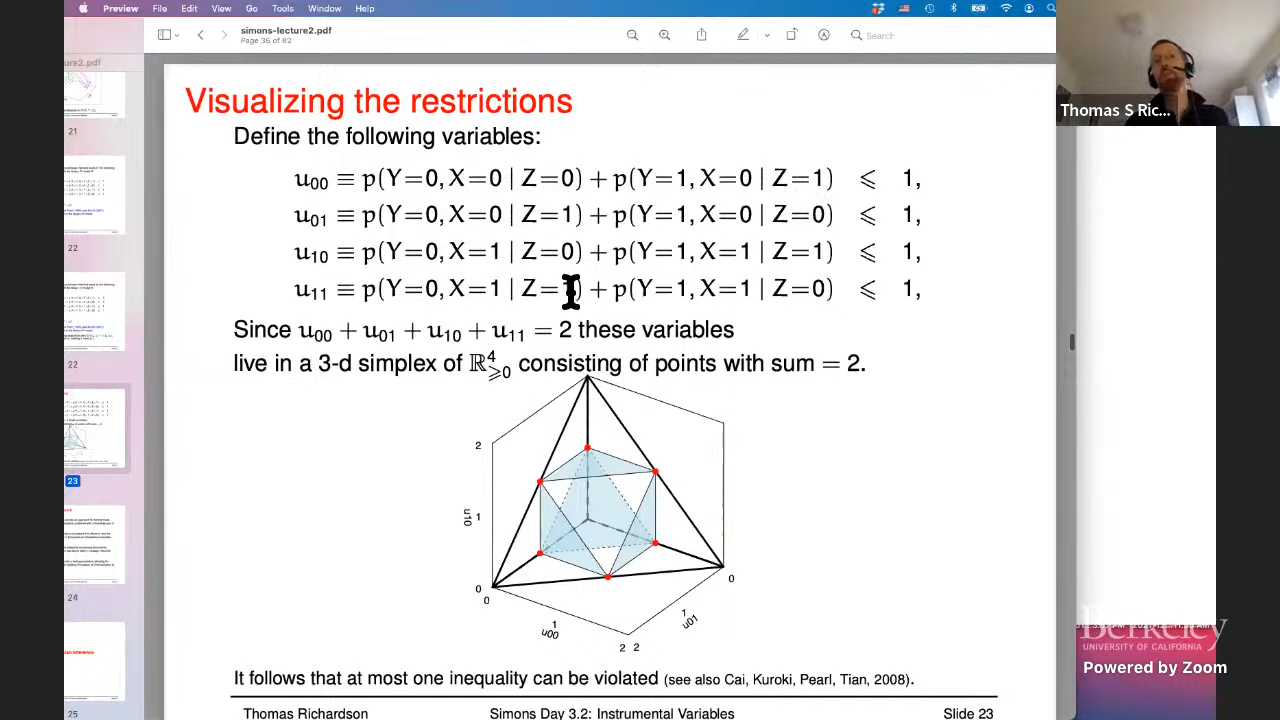 Preview File Edit View Go Tools Window Help
simons-lecture2.pdf
Page 36 of 82
Search
ure2.pdf
21
22
22
23
24
25
Visualizing the restrictions
Define the following variables:
u00 ≡ p(Y=0, X=0 | Z=0) + p(Y=1, X=0 | Z=1) ⩽ 1,
u01 ≡ p(Y=0, X=0 | Z=1) + p(Y=1, X=0 | Z=0) ⩽ 1,
u10 ≡ p(Y=0, X=1 | Z=0) + p(Y=1, X=1 | Z=1) ⩽ 1,
u11 ≡ p(Y=0, X=1 | Z=1) + p(Y=1, X=1 | Z=0) ⩽ 1,
Since u00 + u01 + u10 + u11 = 2 these variables
live in a 3-d simplex of ℝ⁴⩾0 consisting of points with sum = 2.
2
u10 1
0
0
1
u00
2 2
1
u01
0
It follows that at most one inequality can be violated (see also Cai, Kuroki, Pearl, Tian, 2008).
Thomas Richardson Simons Day 3.2: Instrumental Variables Slide 23
Thomas S Ric...
Berkeley
UNIVERSITY OF CALIFORNIA
Powered by Zoom